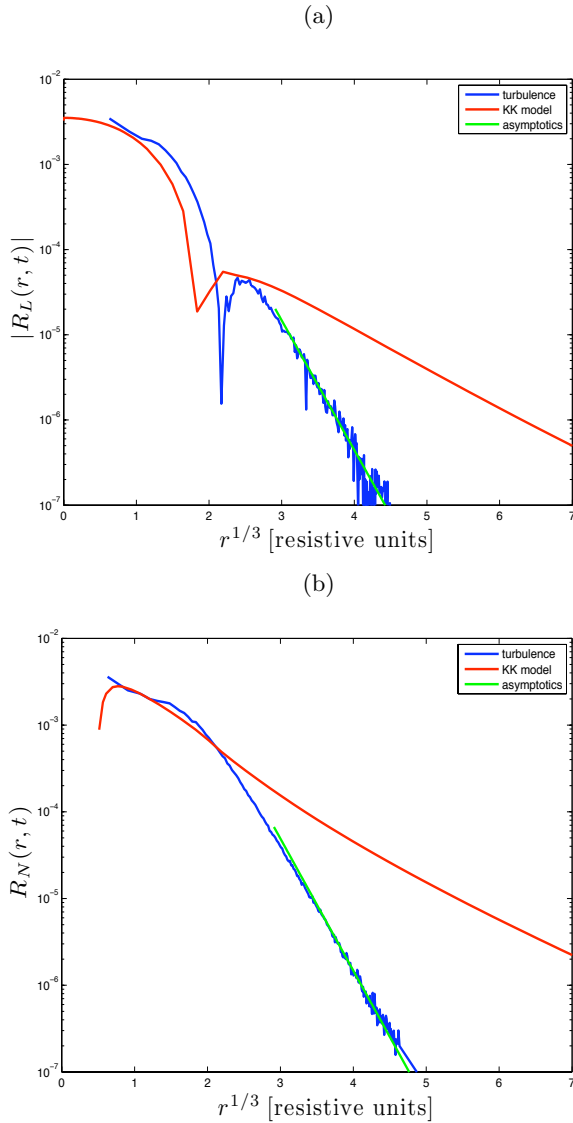 (a)
10^{-2}
10^{-3}
10^{-4}
10^{-5}
10^{-6}
10^{-7}
|R_L(r, t)|
turbulence
KK model
asymptotics
0 1 2 3 4 5 6 7
r^{1/3} [resistive units]
(b)
10^{-2}
10^{-3}
10^{-4}
10^{-5}
10^{-6}
10^{-7}
R_N(r, t)
turbulence
KK model
asymptotics
0 1 2 3 4 5 6 7
r^{1/3} [resistive units]